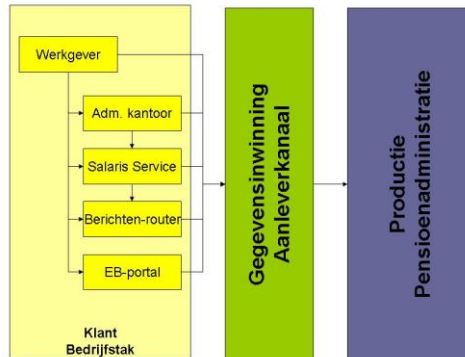 Werkgever
Adm. kantoor
Salaris Service
Berichten-router
EB-portal
Klant
Bedrijfstak
Gegevensinwinning
Aanleverkanaal
Productie
Pensioenadministratie